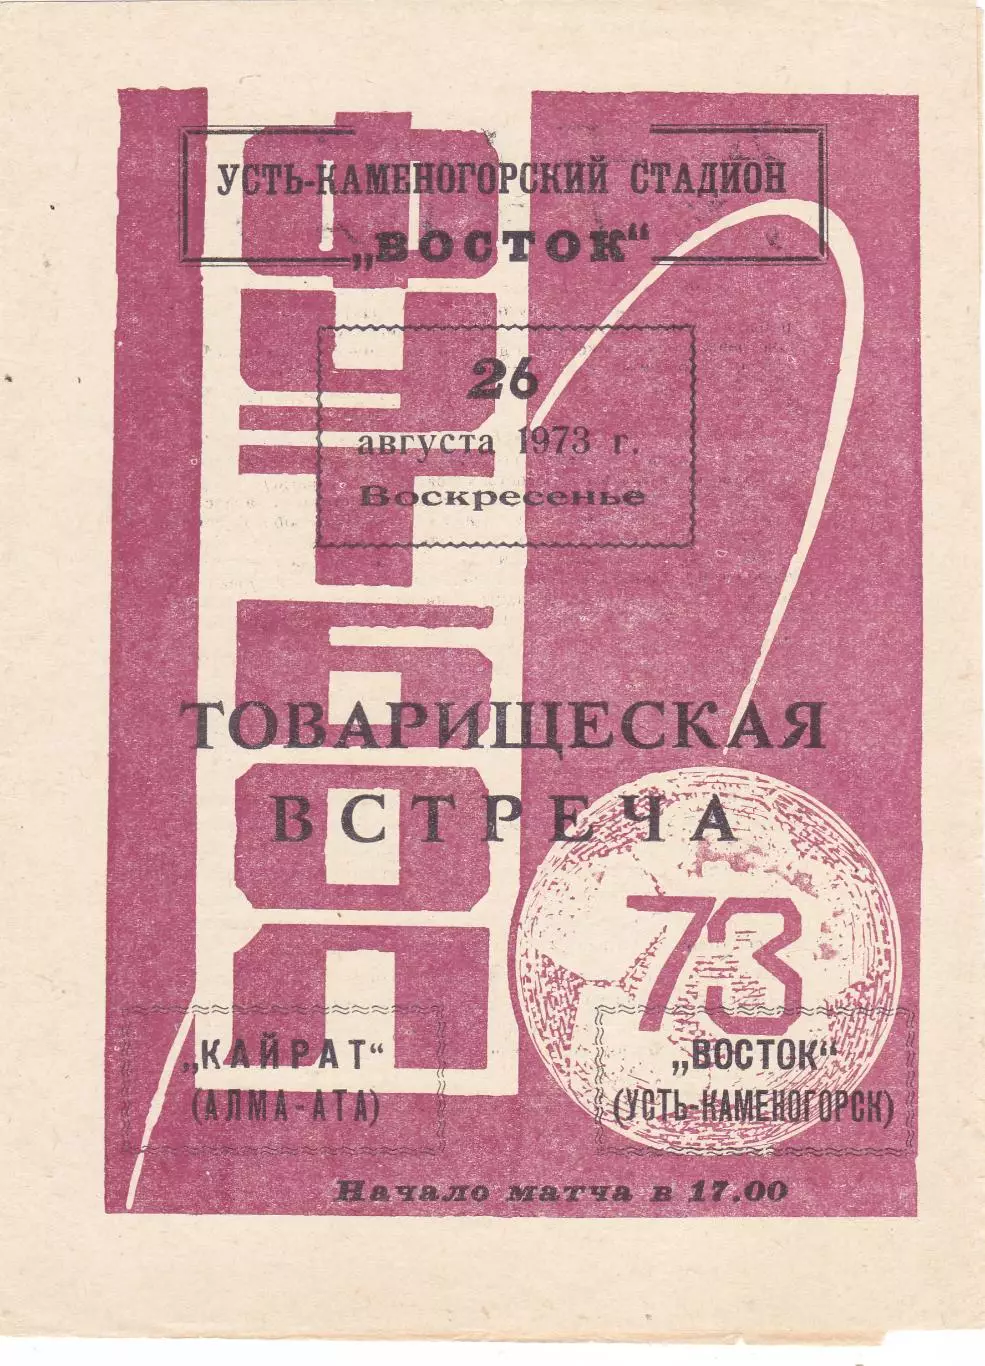 УСТЬ-КАМЕНОГОРСКИЙ СТАДИОН
„ВОСТОК“
26
августа 1973 г.
Воскресенье
ФУТБОЛ
ТОВАРИЩЕСКАЯ
ВСТРЕЧА
73
„КАЙРАТ“
(АЛМА-АТА)
„ВОСТОК“
(УСТЬ-КАМЕНОГОРСК)
Начало матча в 17.00